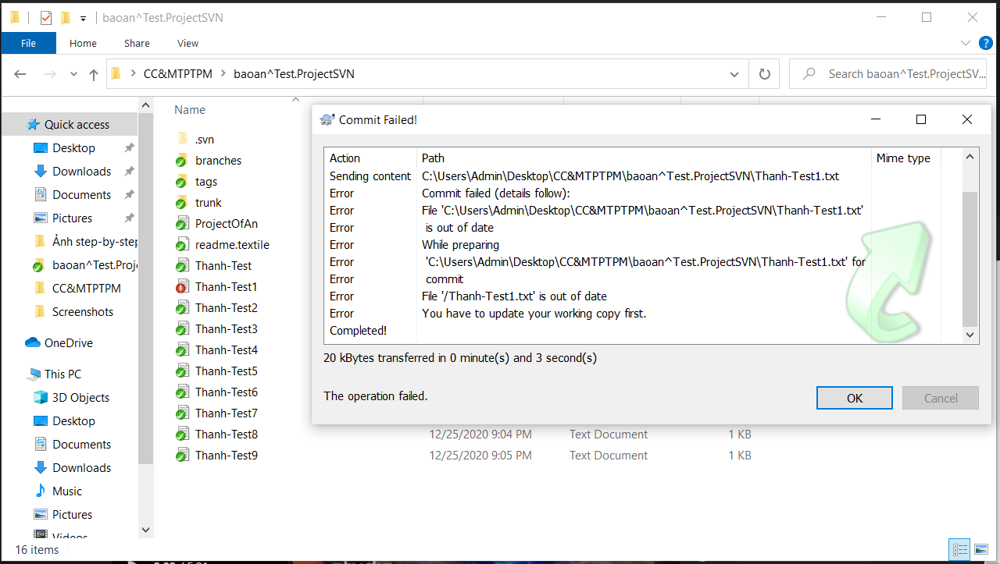 baoan^Test.ProjectSVN
File Home Share View
CC&MTPTPM baoan^Test.ProjectSVN
Search baoan^Test.ProjectSV...
Quick access
Desktop
Downloads
Documents
Pictures
Ảnh step-by-step
baoan^Test.Proje
CC&MTPTPM
Screenshots
OneDrive
This PC
3D Objects
Desktop
Documents
Downloads
Music
Pictures
Videos
Name
.svn
branches
tags
trunk
ProjectOfAn
readme.textile
Thanh-Test
Thanh-Test1
Thanh-Test2
Thanh-Test3
Thanh-Test4
Thanh-Test5
Thanh-Test6
Thanh-Test7
Thanh-Test8 12/25/2020 9:04 PM Text Document 1 KB
Thanh-Test9 12/25/2020 9:05 PM Text Document 1 KB
Commit Failed!
Action Path Mime type
Sending content C:\Users\Admin\Desktop\CC&MTPTPM\baoan^Test.ProjectSVN\Thanh-Test1.txt
Error Commit failed (details follow):
Error File 'C:\Users\Admin\Desktop\CC&MTPTPM\baoan^Test.ProjectSVN\Thanh-Test1.txt'
Error is out of date
Error While preparing
Error 'C:\Users\Admin\Desktop\CC&MTPTPM\baoan^Test.ProjectSVN\Thanh-Test1.txt' for
Error commit
Error File '/Thanh-Test1.txt' is out of date
Error You have to update your working copy first.
Completed!
20 kBytes transferred in 0 minute(s) and 3 second(s)
The operation failed.
OK Cancel
16 items